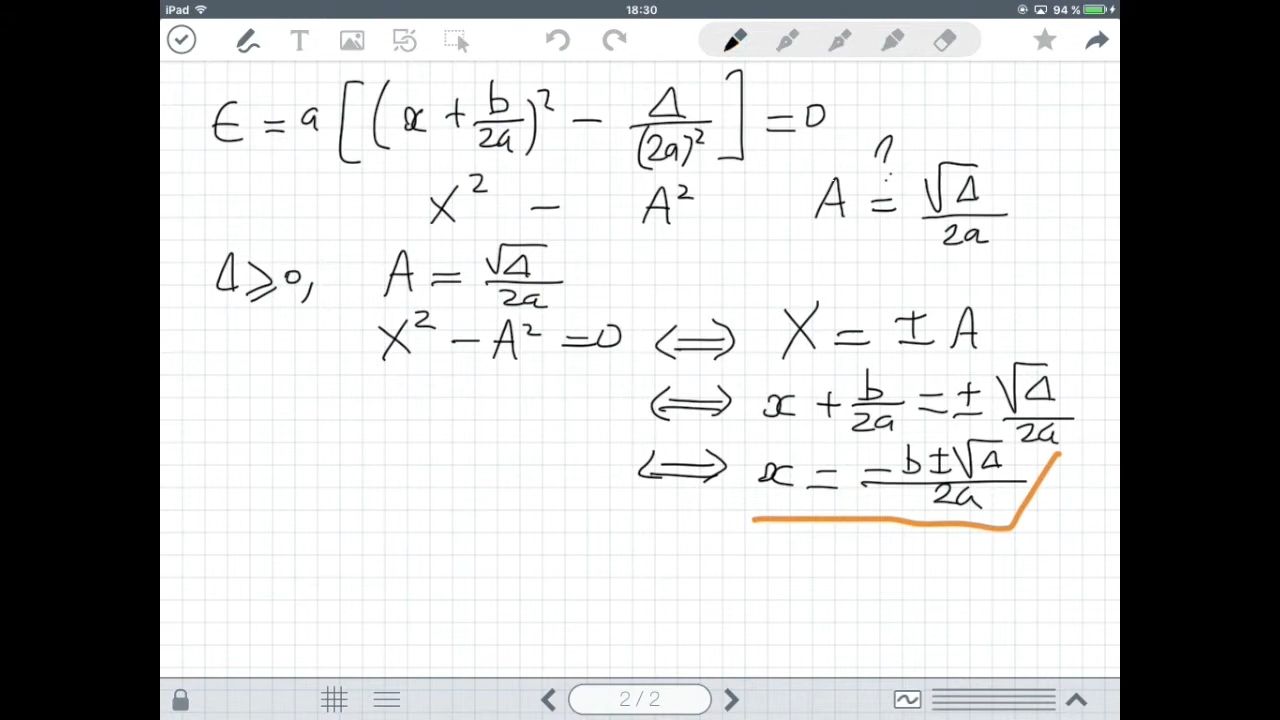 iPad 18:30 94 %
T
E = a [ ( x + b/2a )² − Δ/(2a)² ] = 0
X² − A² A ≟ √Δ/2a
Δ ⩾ 0, A = √Δ/2a
X² − A² = 0 ⟺ X = ± A
⟺ x + b/2a = ± √Δ/2a
⟺ x = −b ± √Δ/2a
2 / 2